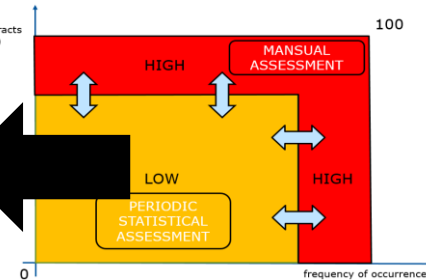 100
racts
HIGH
MANSUAL
ASSESSMENT
LOW
HIGH
PERIODIC
STATISTICAL
ASSESSMENT
0
frequency of occurrence